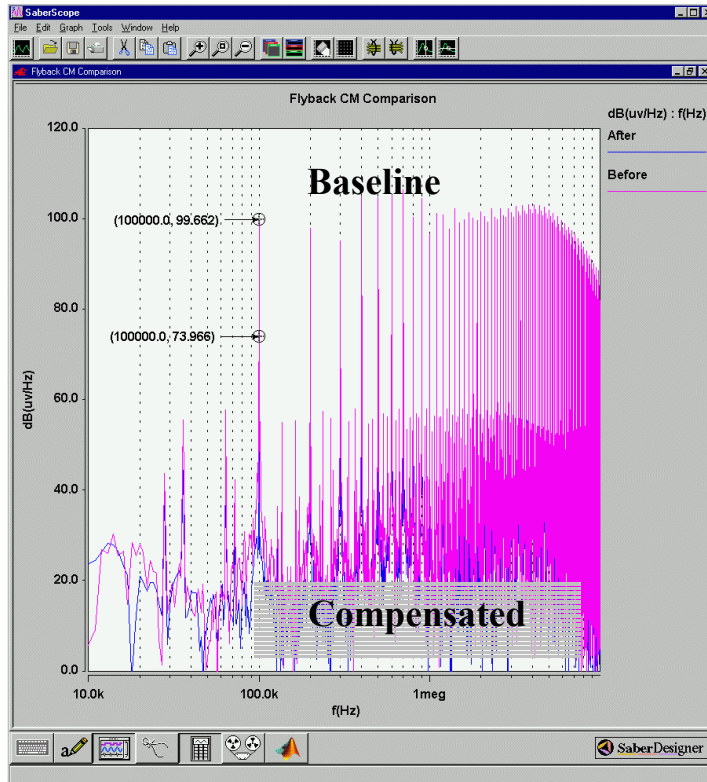 SaberScope
File Edit Graph Tools Window Help
Flyback CM Comparison
Flyback CM Comparison
dB(uv/Hz) : f(Hz)
After
Before
Baseline
(100000.0, 99.662)
(100000.0, 73.966)
Compensated
dB(uv/Hz)
120.0
100.0
80.0
60.0
40.0
20.0
0.0
10.0k 100.0k 1meg
f(Hz)
a
SaberDesigner